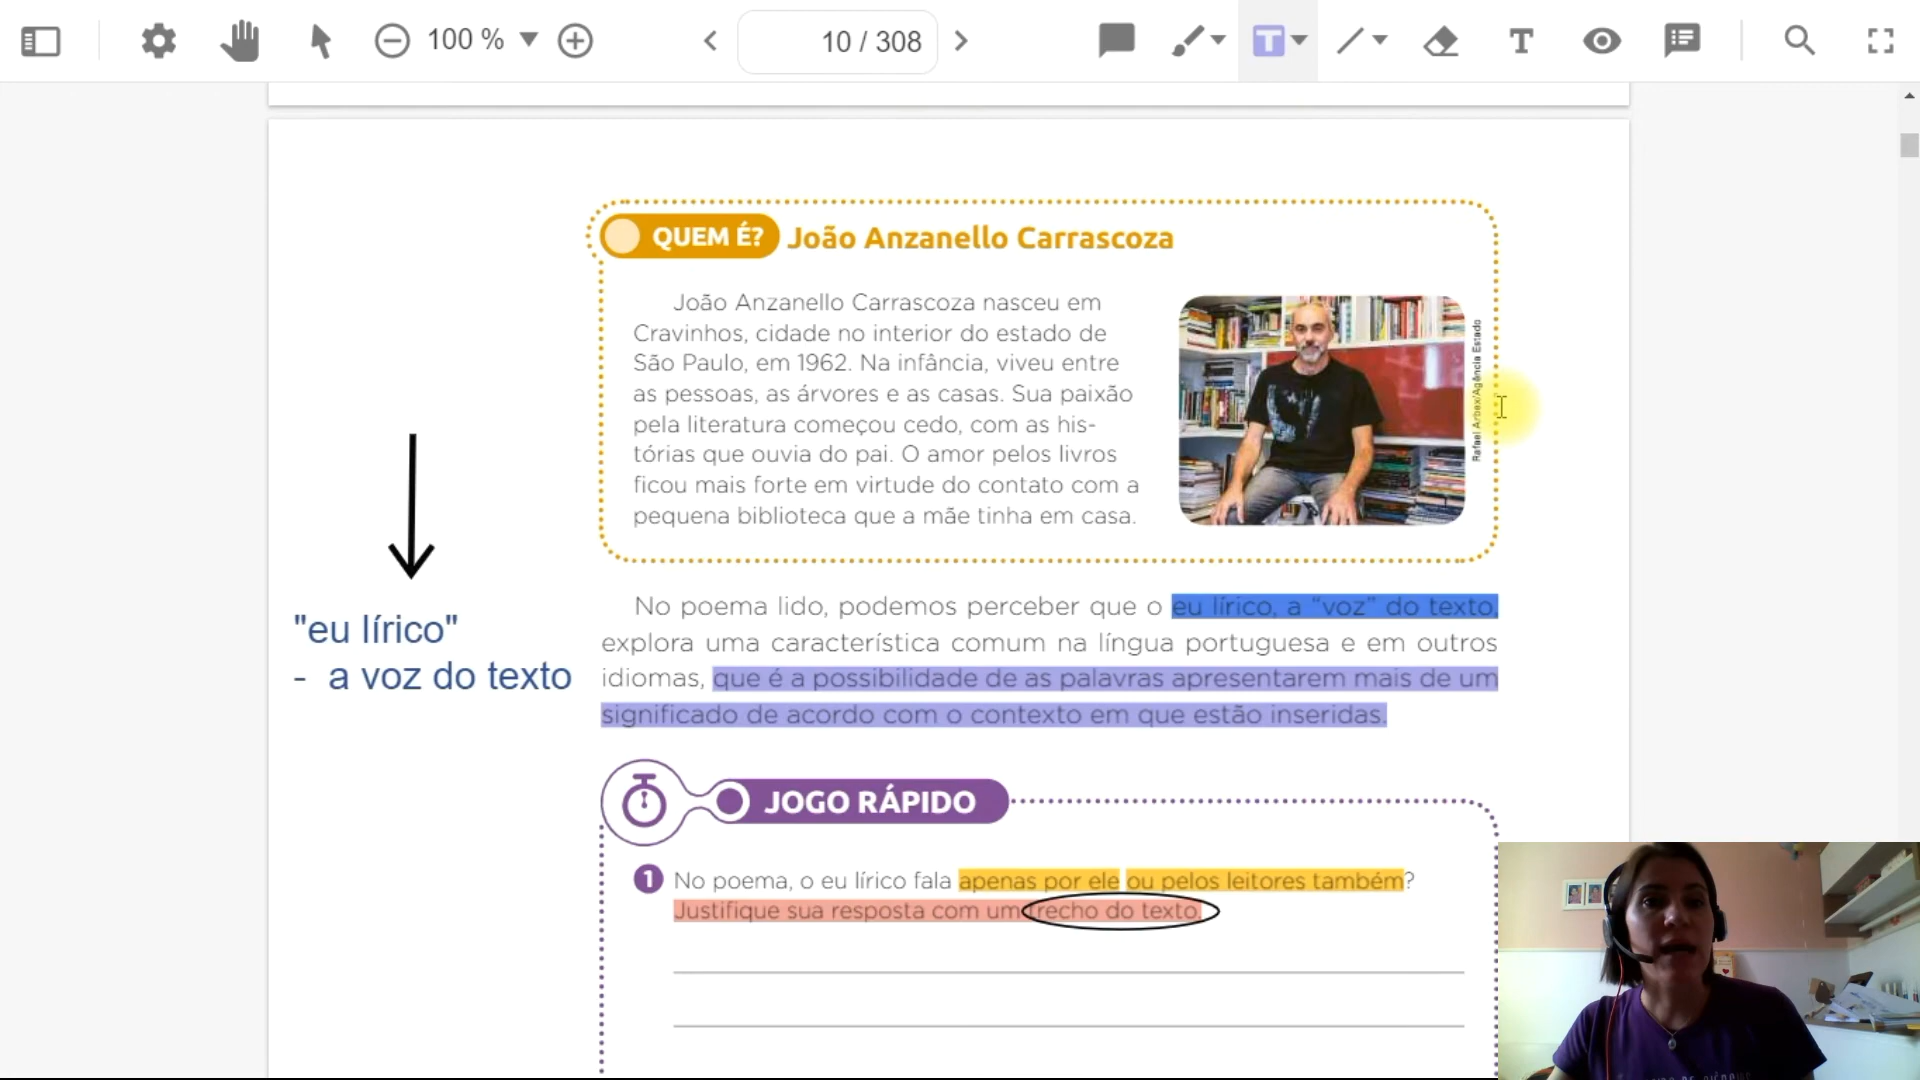 100 %
10 / 308
QUEM É? João Anzanello Carrascoza
João Anzanello Carrascoza nasceu em
Cravinhos, cidade no interior do estado de
São Paulo, em 1962. Na infância, viveu entre
as pessoas, as árvores e as casas. Sua paixão
pela literatura começou cedo, com as his-
tórias que ouvia do pai. O amor pelos livros
ficou mais forte em virtude do contato com a
pequena biblioteca que a mãe tinha em casa.
Rafael Arbex/Agência Estado
"eu lírico"
- a voz do texto
No poema lido, podemos perceber que o eu lírico, a “voz” do texto,
explora uma característica comum na língua portuguesa e em outros
idiomas, que é a possibilidade de as palavras apresentarem mais de um
significado de acordo com o contexto em que estão inseridas.
JOGO RÁPIDO
1 No poema, o eu lírico fala apenas por ele ou pelos leitores também?
Justifique sua resposta com um trecho do texto.